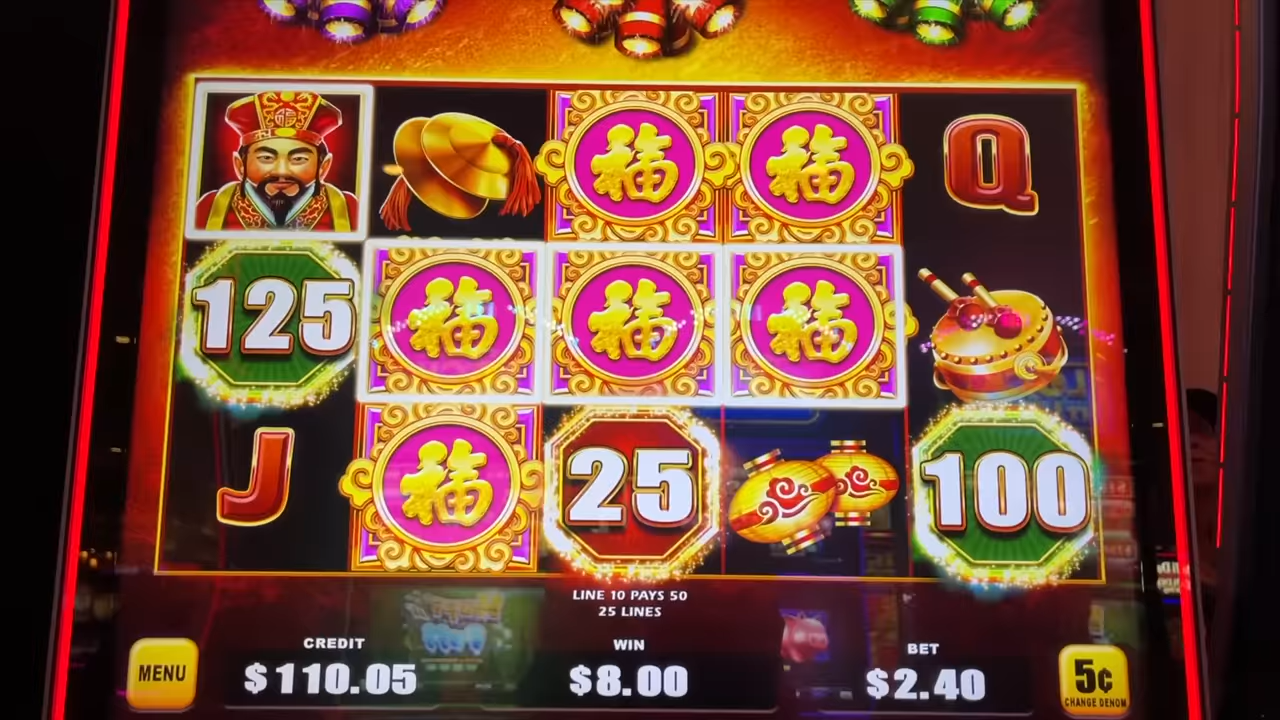 福
福 福 Q
125 福 福 福
J 福 25 100
LINE 10 PAYS 50
25 LINES
CREDIT WIN BET
MENU $110.05 $8.00 $2.40 5¢
CHANGE DENOM